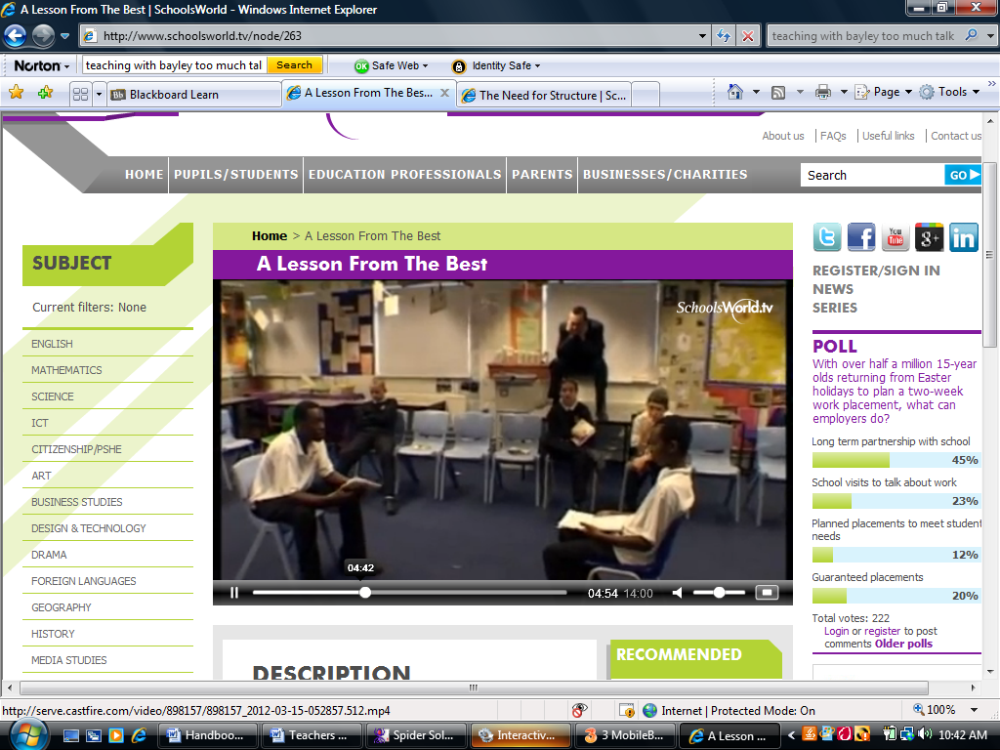 A Lesson From The Best | SchoolsWorld - Windows Internet Explorer
http://www.schoolsworld.tv/node/263
teaching with bayley too much talk
Norton
teaching with bayley too much tal
Search
OK Safe Web
Identity Safe
Bb Blackboard Learn
A Lesson From The Bes...
The Need for Structure | Sc...
Page
Tools
About us | FAQs | Useful links | Contact us
HOME
PUPILS/STUDENTS
EDUCATION PROFESSIONALS
PARENTS
BUSINESSES/CHARITIES
Search
GO
SUBJECT
Current filters: None
ENGLISH
MATHEMATICS
SCIENCE
ICT
CITIZENSHIP/PSHE
ART
BUSINESS STUDIES
DESIGN & TECHNOLOGY
DRAMA
FOREIGN LANGUAGES
GEOGRAPHY
HISTORY
MEDIA STUDIES
Home > A Lesson From The Best
A Lesson From The Best
SchoolsWorld.tv
04:42
04:54 14:00
DESCRIPTION
RECOMMENDED
You Tube
g+
in
REGISTER/SIGN IN
NEWS
SERIES
POLL
With over half a million 15-year
olds returning from Easter
holidays to plan a two-week
work placement, what can
employers do?
Long term partnership with school
45%
School visits to talk about work
23%
Planned placements to meet student
needs
12%
Guaranteed placements
20%
Total votes: 222
Login or register to post
comments Older polls
http://serve.castfire.com/video/898157/898157_2012-03-15-052857.512.mp4
Internet | Protected Mode: On
100%
Handboo...
Teachers ...
Spider Sol...
Interactiv...
3 MobileB...
A Lesson ...
10:42 AM